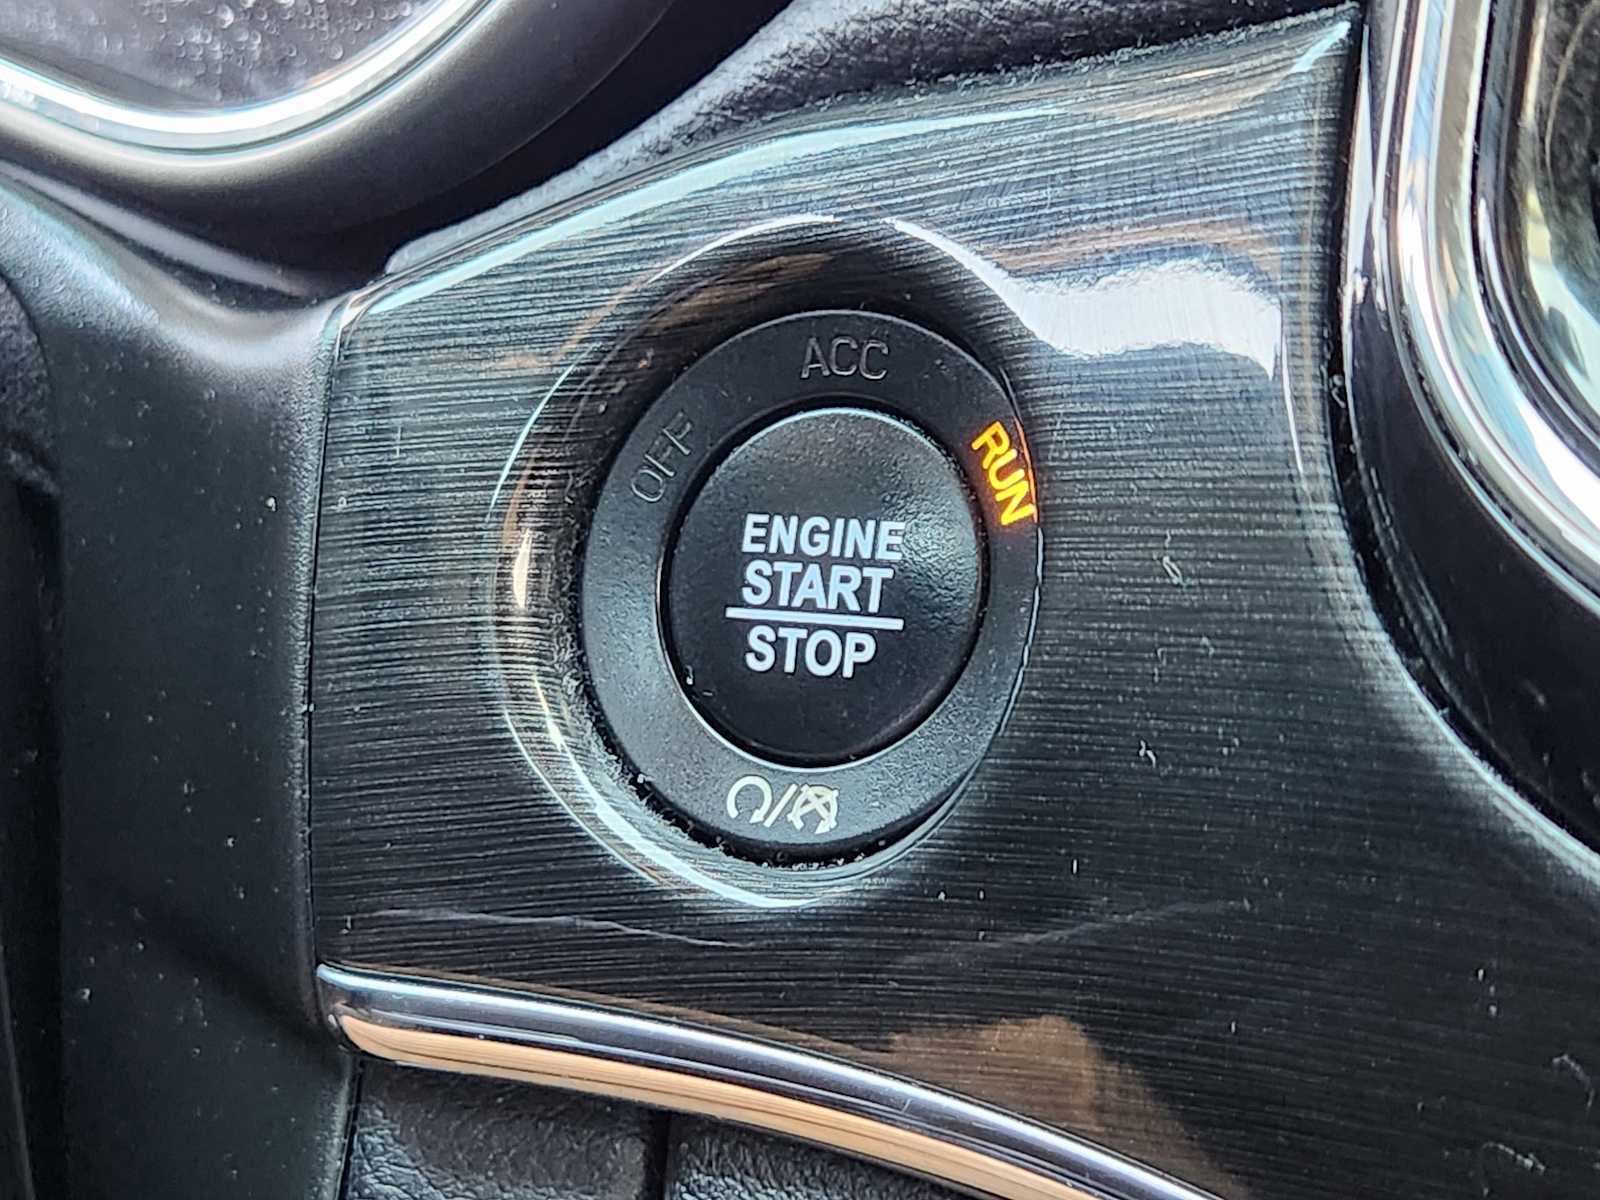 ACC
OFF
RUN
ENGINE
START
STOP